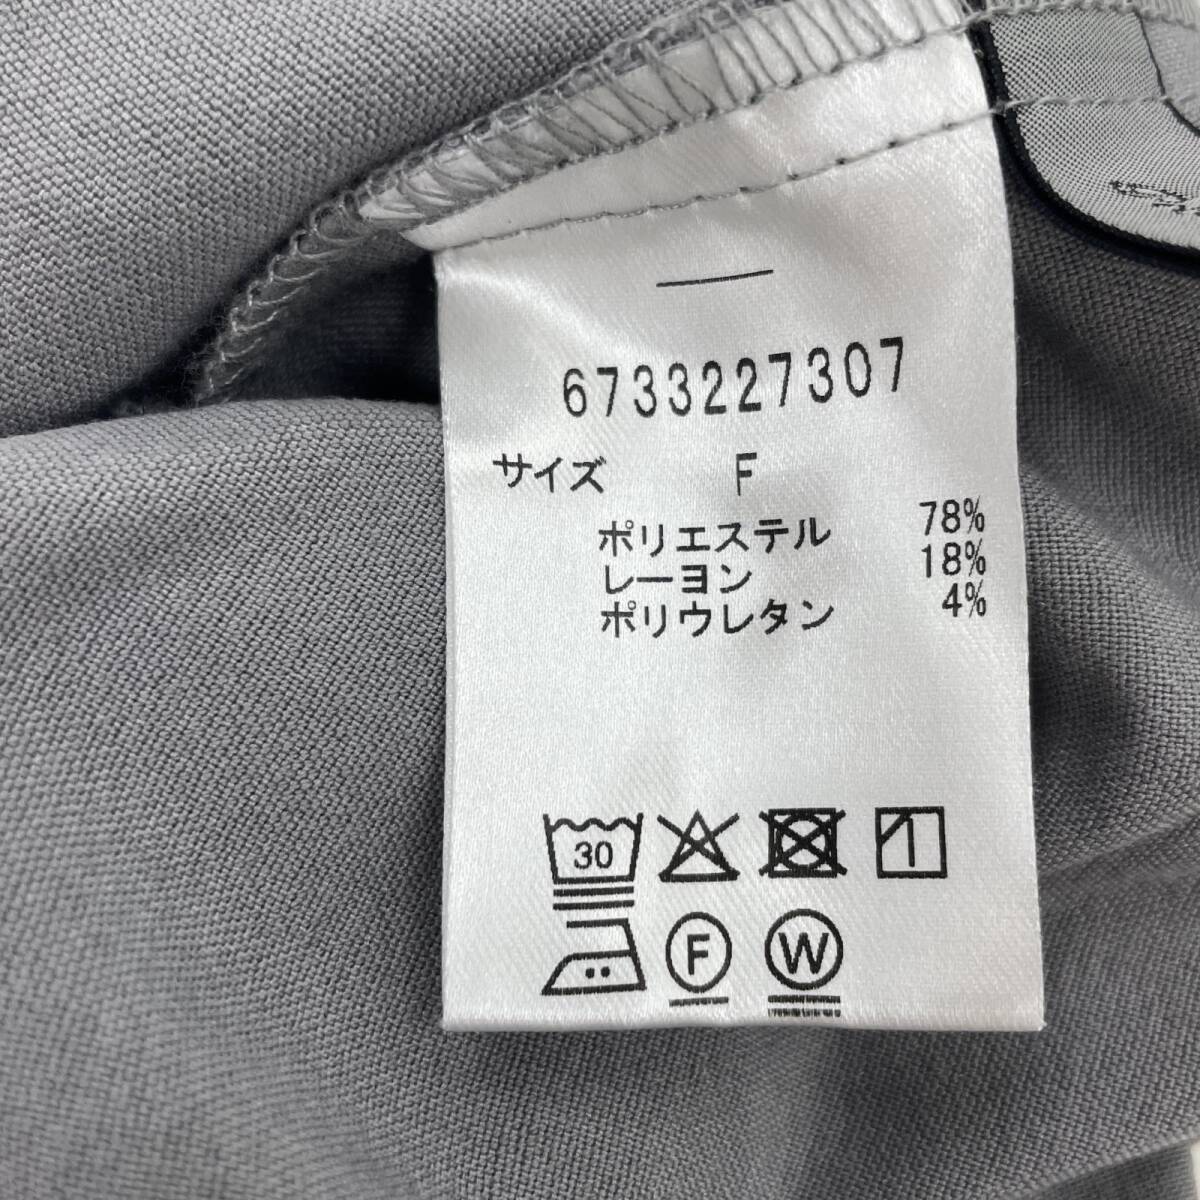 6733227307
サイズ F
ポリエステル 78%
レーヨン 18%
ポリウレタン 4%
30
F W